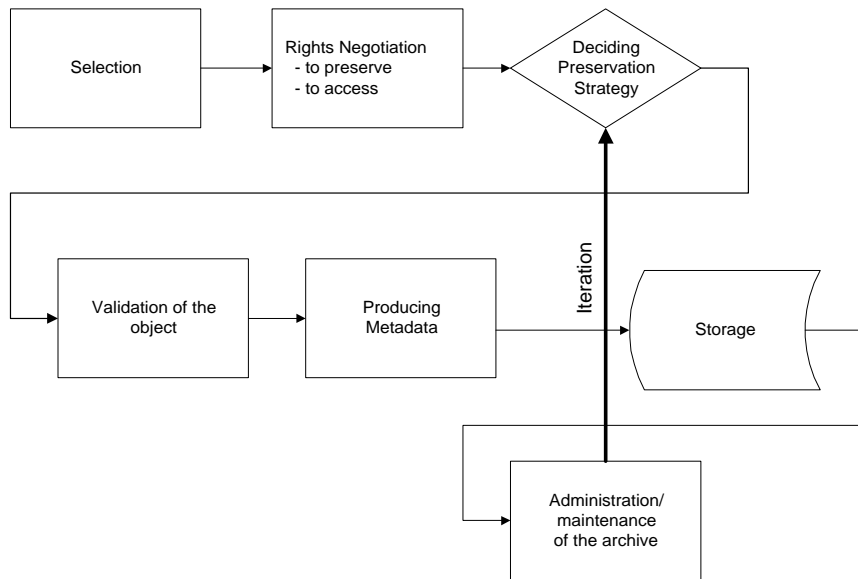 Selection
Rights Negotiation
- to preserve
- to access
Deciding
Preservation
Strategy
Iteration
Validation of the
object
Producing
Metadata
Storage
Administration/
maintenance
of the archive